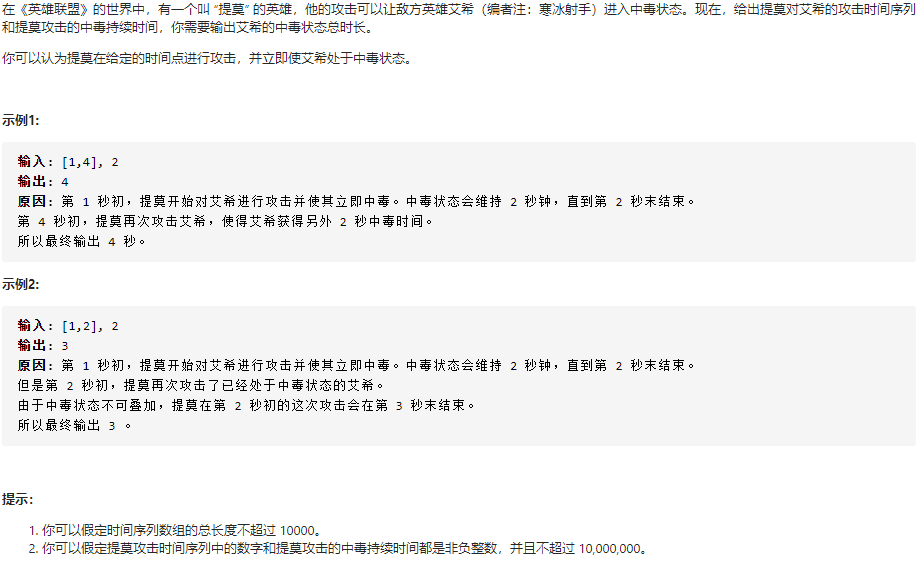 在《英雄联盟》的世界中，有一个叫 “提莫” 的英雄，他的攻击可以让敌方英雄艾希（编者注：寒冰射手）进入中毒状态。现在，给出提莫对艾希的攻击时间序列
和提莫攻击的中毒持续时间，你需要输出艾希的中毒状态总时长。
你可以认为提莫在给定的时间点进行攻击，并立即使艾希处于中毒状态。
示例1:
输入: [1,4], 2
输出: 4
原因: 第 1 秒初，提莫开始对艾希进行攻击并使其立即中毒。中毒状态会维持 2 秒钟，直到第 2 秒末结束。
第 4 秒初，提莫再次攻击艾希，使得艾希获得另外 2 秒中毒时间。
所以最终输出 4 秒。
示例2:
输入: [1,2], 2
输出: 3
原因: 第 1 秒初，提莫开始对艾希进行攻击并使其立即中毒。中毒状态会维持 2 秒钟，直到第 2 秒末结束。
但是第 2 秒初，提莫再次攻击了已经处于中毒状态的艾希。
由于中毒状态不可叠加，提莫在第 2 秒初的这次攻击会在第 3 秒末结束。
所以最终输出 3 。
提示：
1. 你可以假定时间序列数组的总长度不超过 10000。
2. 你可以假定提莫攻击时间序列中的数字和提莫攻击的中毒持续时间都是非负整数，并且不超过 10,000,000。